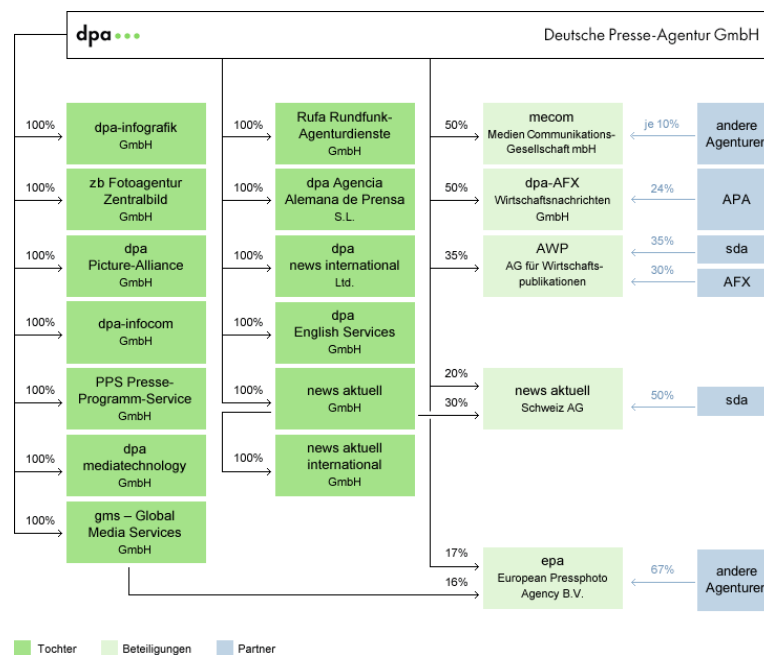 dpa
Deutsche Presse-Agentur GmbH
100%
dpa-infografik
GmbH
100%
zb Fotoagentur
Zentralbild
GmbH
100%
dpa
Picture-Alliance
GmbH
100%
dpa-infocom
GmbH
100%
PPS Presse-
Programm-Service
GmbH
100%
dpa
mediatechnology
GmbH
100%
gms – Global
Media Services
GmbH
100%
Rufa Rundfunk-
Agenturdienste
GmbH
100%
dpa Agencia
Alemana de Prensa
S.L.
100%
dpa
news international
Ltd.
100%
dpa
English Services
GmbH
100%
news aktuell
GmbH
100%
news aktuell
international
GmbH
50%
mecom
Medien Communikations-
Gesellschaft mbH
je 10%
andere
Agenturen
50%
dpa-AFX
Wirtschaftsnachrichten
GmbH
24%
APA
35%
AWP
AG für Wirtschafts-
publikationen
35%
sda
30%
AFX
20%
30%
news aktuell
Schweiz AG
50%
sda
17%
16%
epa
European Pressphoto
Agency B.V.
67%
andere
Agenturen
Tochter
Beteiligungen
Partner